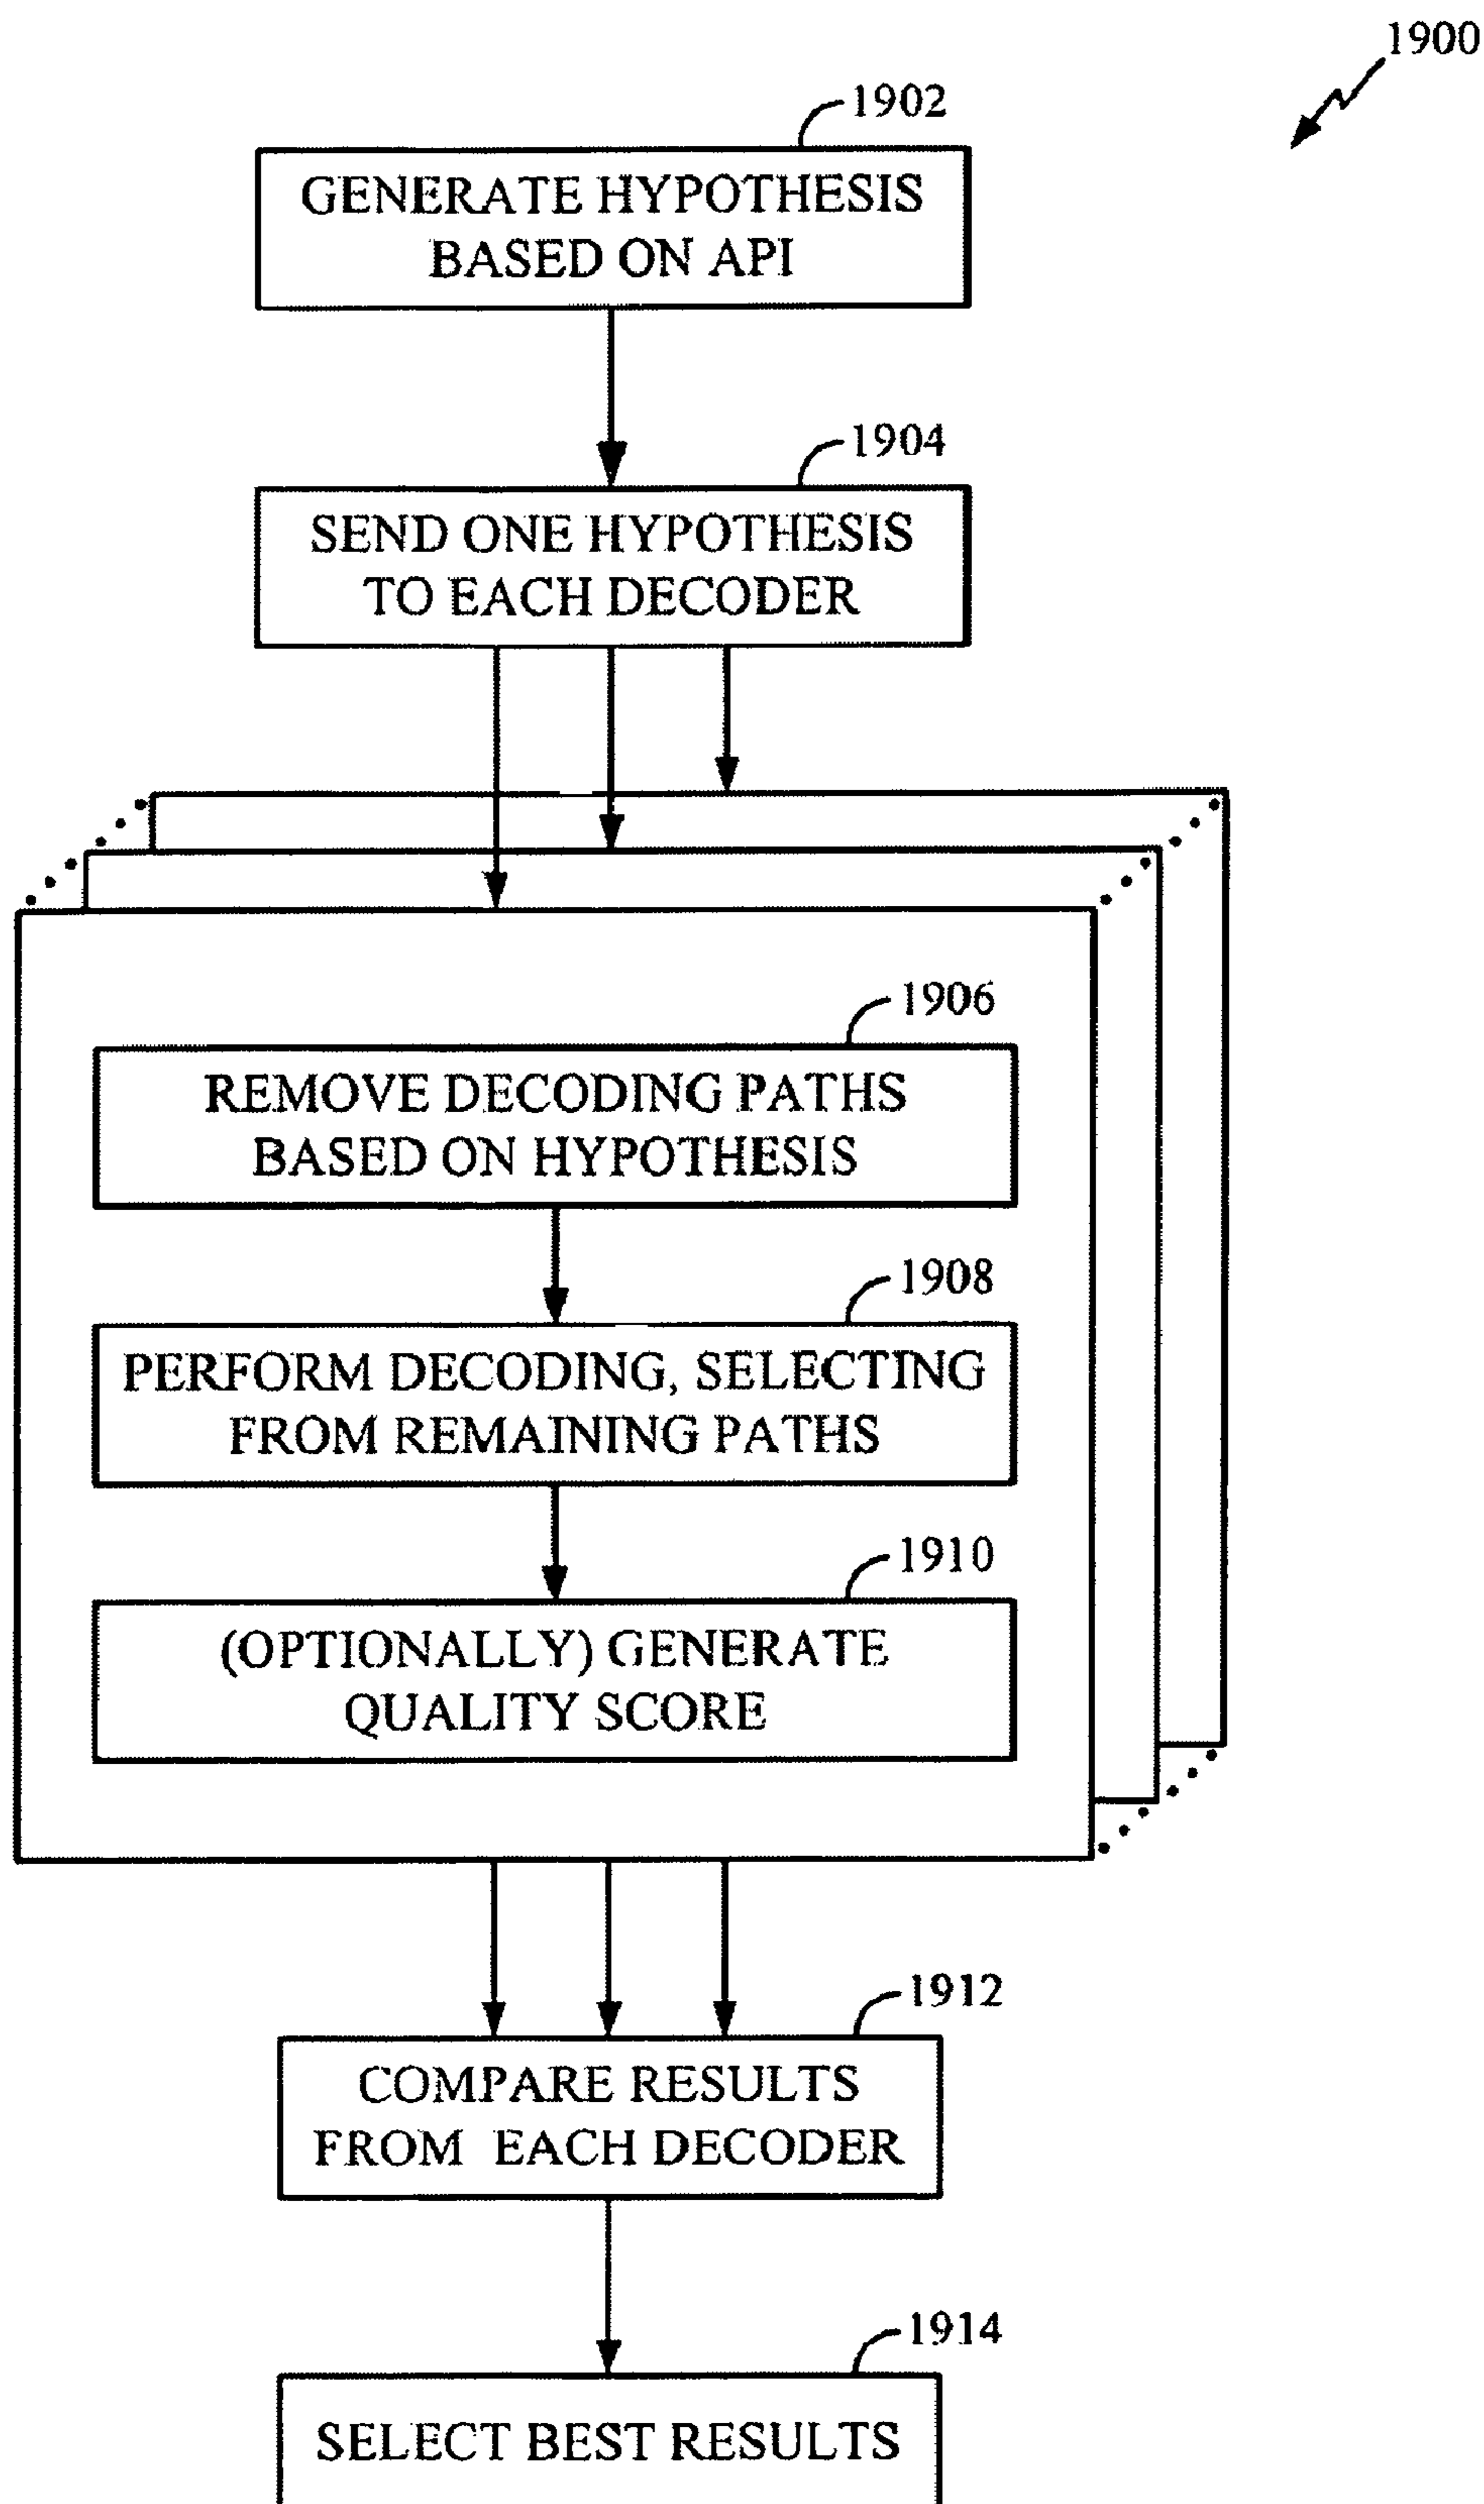 1900
1902
GENERATE HYPOTHESIS
BASED ON API
1904
SEND ONE HYPOTHESIS
TO EACH DECODER
1906
REMOVE DECODING PATHS
BASED ON HYPOTHESIS
1908
PERFORM DECODING, SELECTING
FROM REMAINING PATHS
1910
(OPTIONALLY) GENERATE
QUALITY SCORE
1912
COMPARE RESULTS
FROM EACH DECODER
1914
SELECT BEST RESULTS